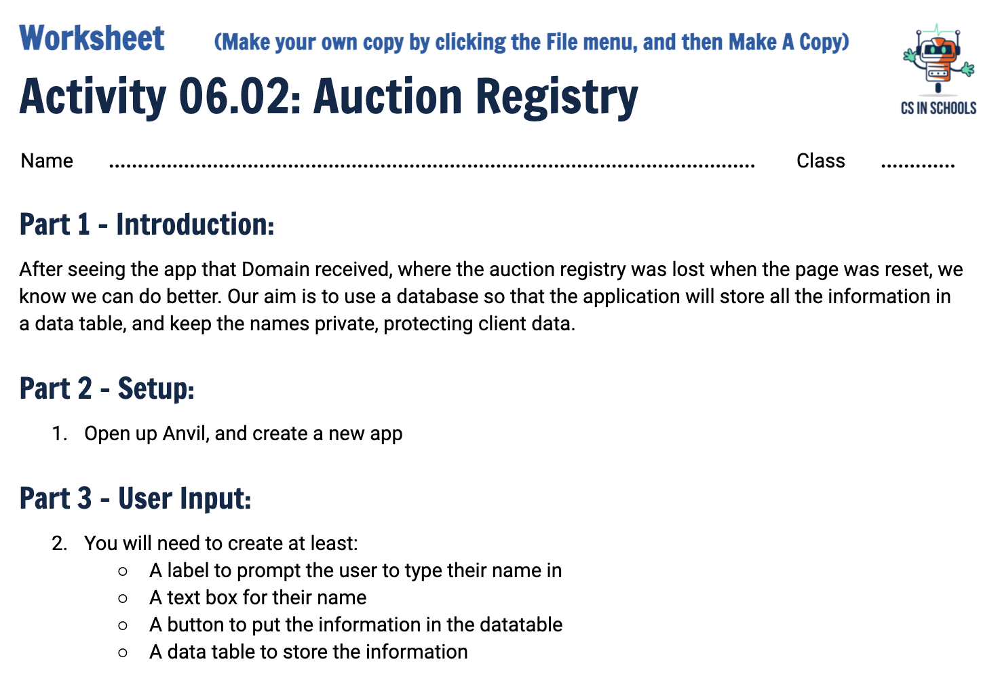 Worksheet (Make your own copy by clicking the File menu, and then Make A Copy)
CS IN SCHOOLS
Activity 06.02: Auction Registry
Name ........................................................................................................... Class .............
Part 1 - Introduction:
After seeing the app that Domain received, where the auction registry was lost when the page was reset, we
know we can do better. Our aim is to use a database so that the application will store all the information in
a data table, and keep the names private, protecting client data.
Part 2 - Setup:
1. Open up Anvil, and create a new app
Part 3 - User Input:
2. You will need to create at least:
○ A label to prompt the user to type their name in
○ A text box for their name
○ A button to put the information in the datatable
○ A data table to store the information